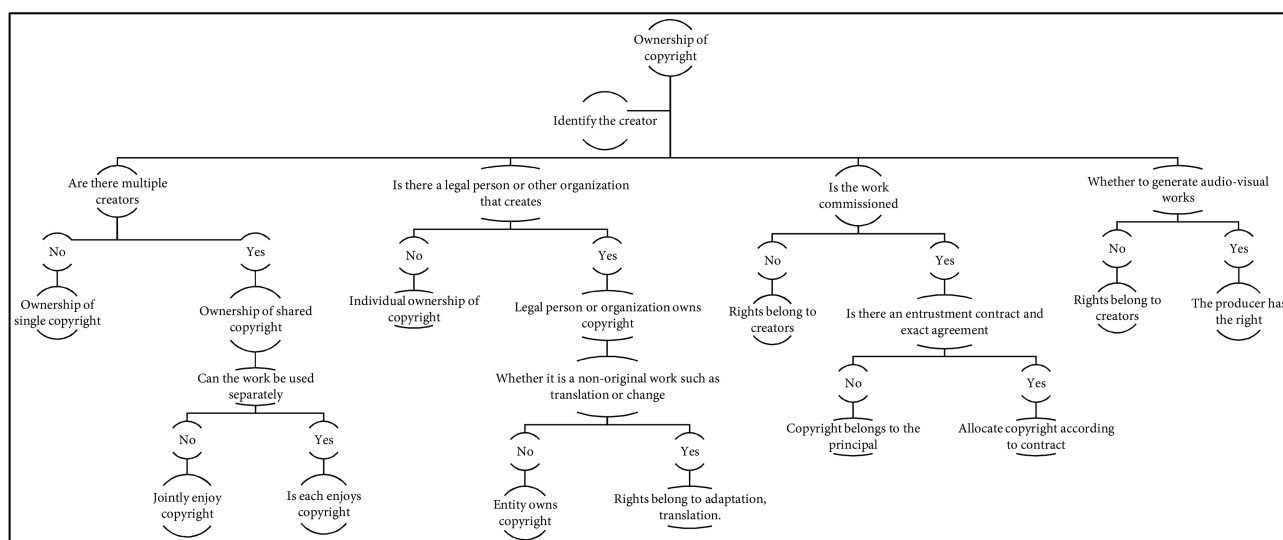 Ownership of
copyright
Identify the creator
Are there multiple
creators
No
Yes
Ownership of
single copyright
Ownership of shared
copyright
Can the work be used
separately
No
Yes
Jointly enjoy
copyright
Is each enjoys
copyright
Is there a legal person or other organization
that creates
No
Yes
Individual ownership of
copyright
Legal person or organization owns
copyright
Whether it is a non-original work such as
translation or change
No
Yes
Entity owns
copyright
Rights belong to adaptation,
translation.
Is the work
commissioned
No
Yes
Rights belong to
creators
Is there an entrustment contract and
exact agreement
No
Yes
Copyright belongs to the
principal
Allocate copyright according
to contract
Whether to generate audio-visual
works
No
Yes
Rights belong to
creators
The producer has
the right